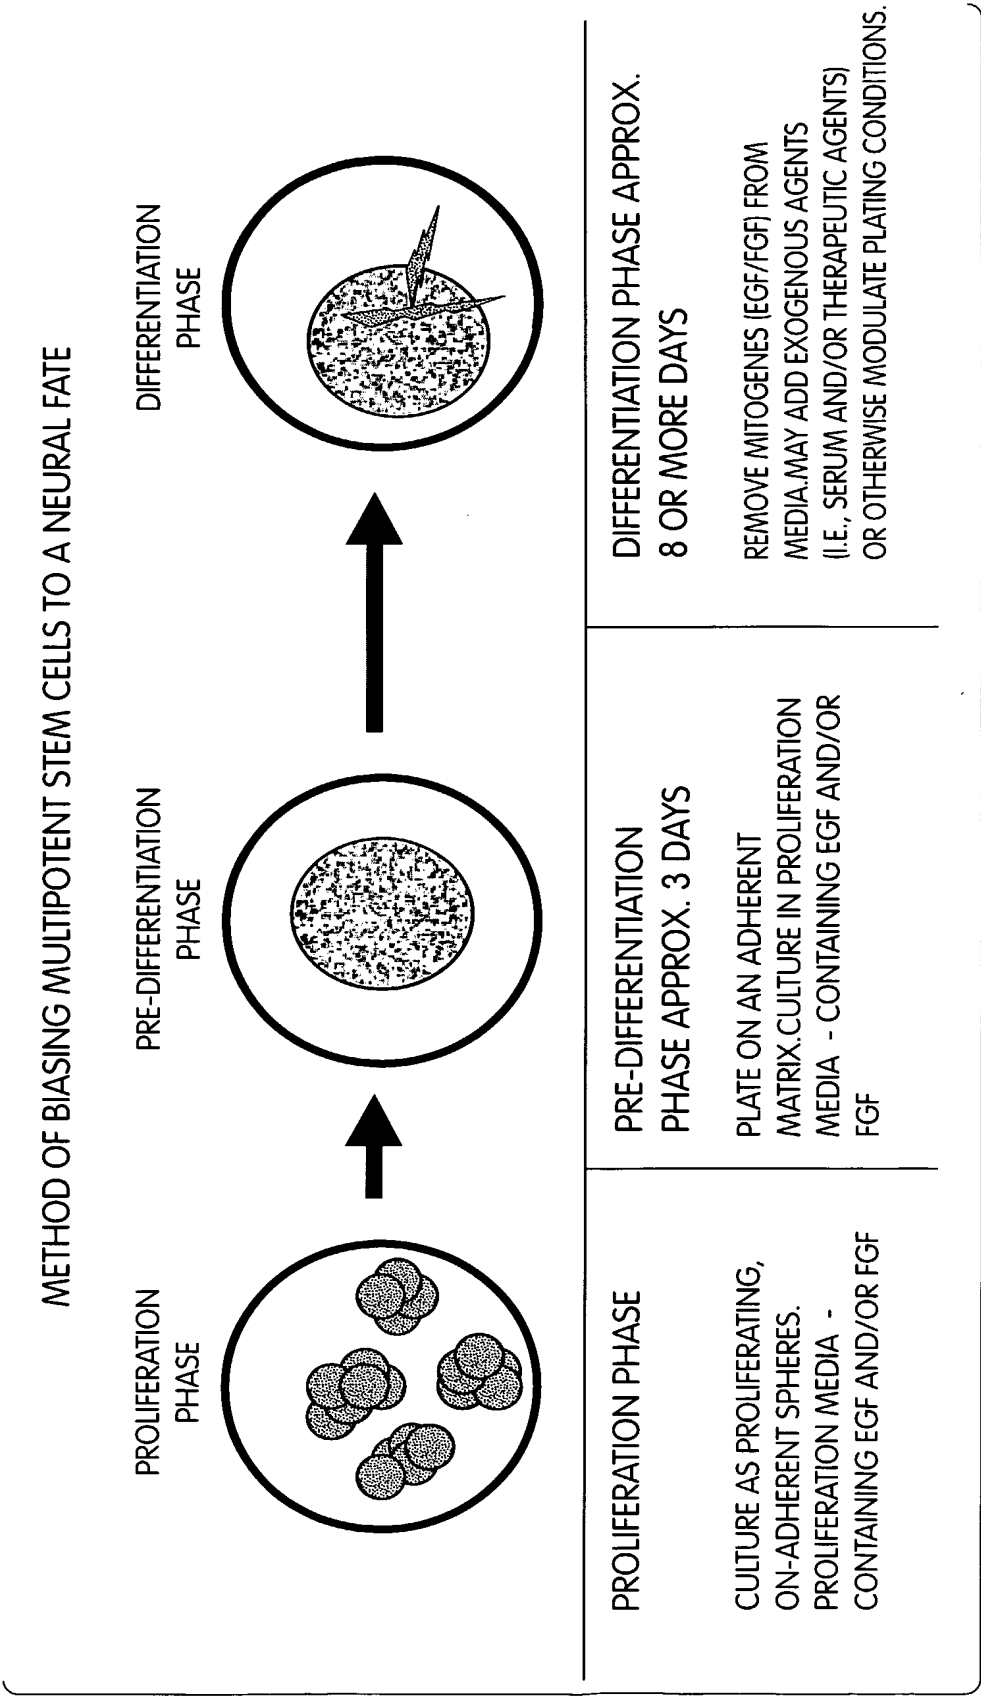 METHOD OF BIASING MULTIPOTENT STEM CELLS TO A NEURAL FATE
PROLIFERATION
PHASE
PRE-DIFFERENTIATION
PHASE
DIFFERENTIATION
PHASE
PROLIFERATION PHASE
CULTURE AS PROLIFERATING,
ON-ADHERENT SPHERES.
PROLIFERATION MEDIA -
CONTAINING EGF AND/OR FGF
PRE-DIFFERENTIATION
PHASE APPROX. 3 DAYS
PLATE ON AN ADHERENT
MATRIX.CULTURE IN PROLIFERATION
MEDIA - CONTAINING EGF AND/OR
FGF
DIFFERENTIATION PHASE APPROX.
8 OR MORE DAYS
REMOVE MITOGENES (EGF/FGF) FROM
MEDIA.MAY ADD EXOGENOUS AGENTS
(I.E., SERUM AND/OR THERAPEUTIC AGENTS)
OR OTHERWISE MODULATE PLATING CONDITIONS.